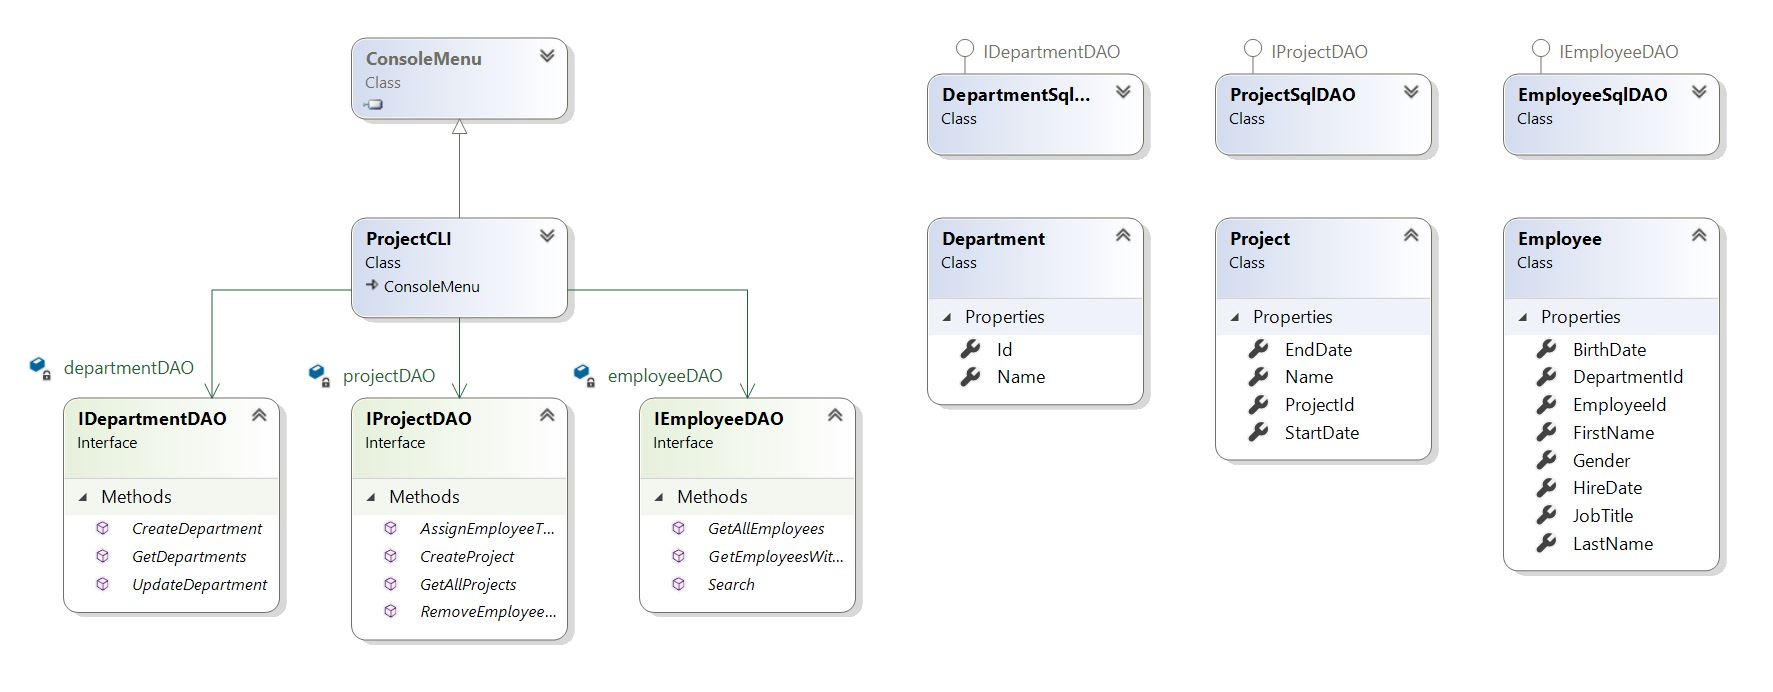 ConsoleMenu
Class
ProjectCLI
Class
ConsoleMenu
departmentDAO
projectDAO
employeeDAO
IDepartmentDAO
Interface
Methods
CreateDepartment
GetDepartments
UpdateDepartment
IProjectDAO
Interface
Methods
AssignEmployeeT...
CreateProject
GetAllProjects
RemoveEmployee...
IEmployeeDAO
Interface
Methods
GetAllEmployees
GetEmployeesWit...
Search
IDepartmentDAO
DepartmentSql...
Class
IProjectDAO
ProjectSqlDAO
Class
IEmployeeDAO
EmployeeSqlDAO
Class
Department
Class
Properties
Id
Name
Project
Class
Properties
EndDate
Name
ProjectId
StartDate
Employee
Class
Properties
BirthDate
DepartmentId
EmployeeId
FirstName
Gender
HireDate
JobTitle
LastName